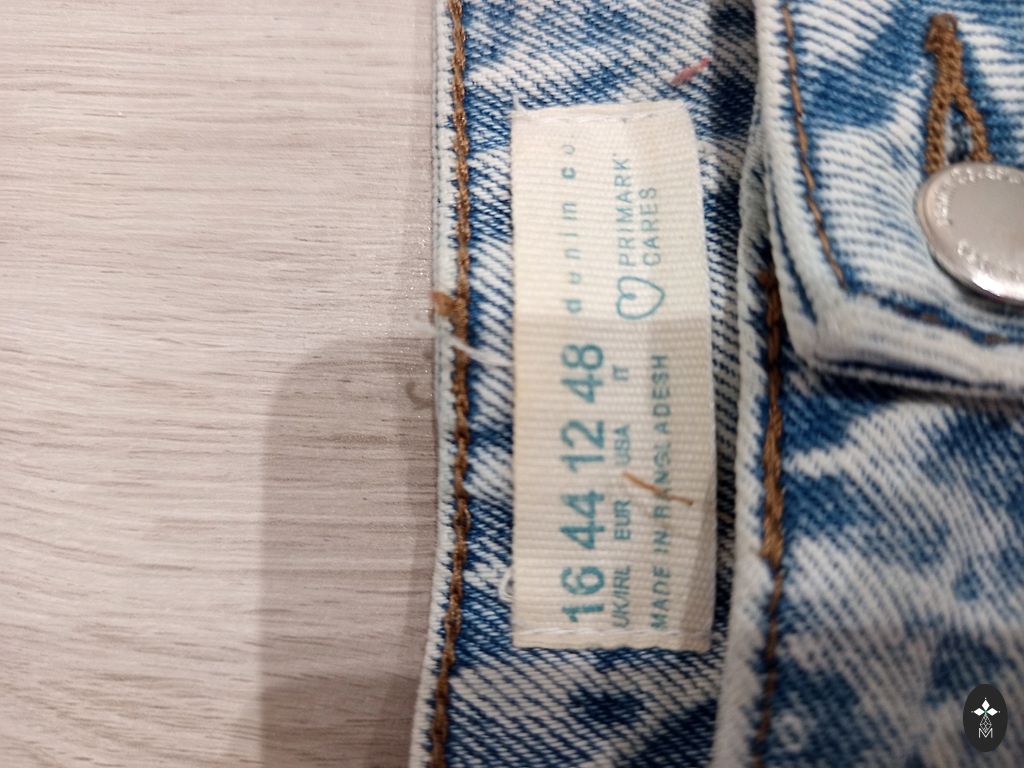 denim co
PRIMARK
CARES
16 44 12 48
UK/IRL EUR USA IT
MADE IN BANGLADESH